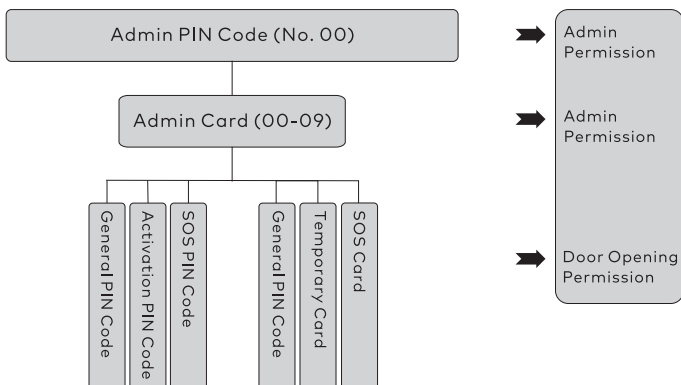 Admin PIN Code (No. 00)
Admin
Permission
Admin Card (00-09)
Admin
Permission
General PIN Code
Activation PIN Code
SOS PIN Code
General PIN Code
Temporary Card
SOS Card
Door Opening
Permission